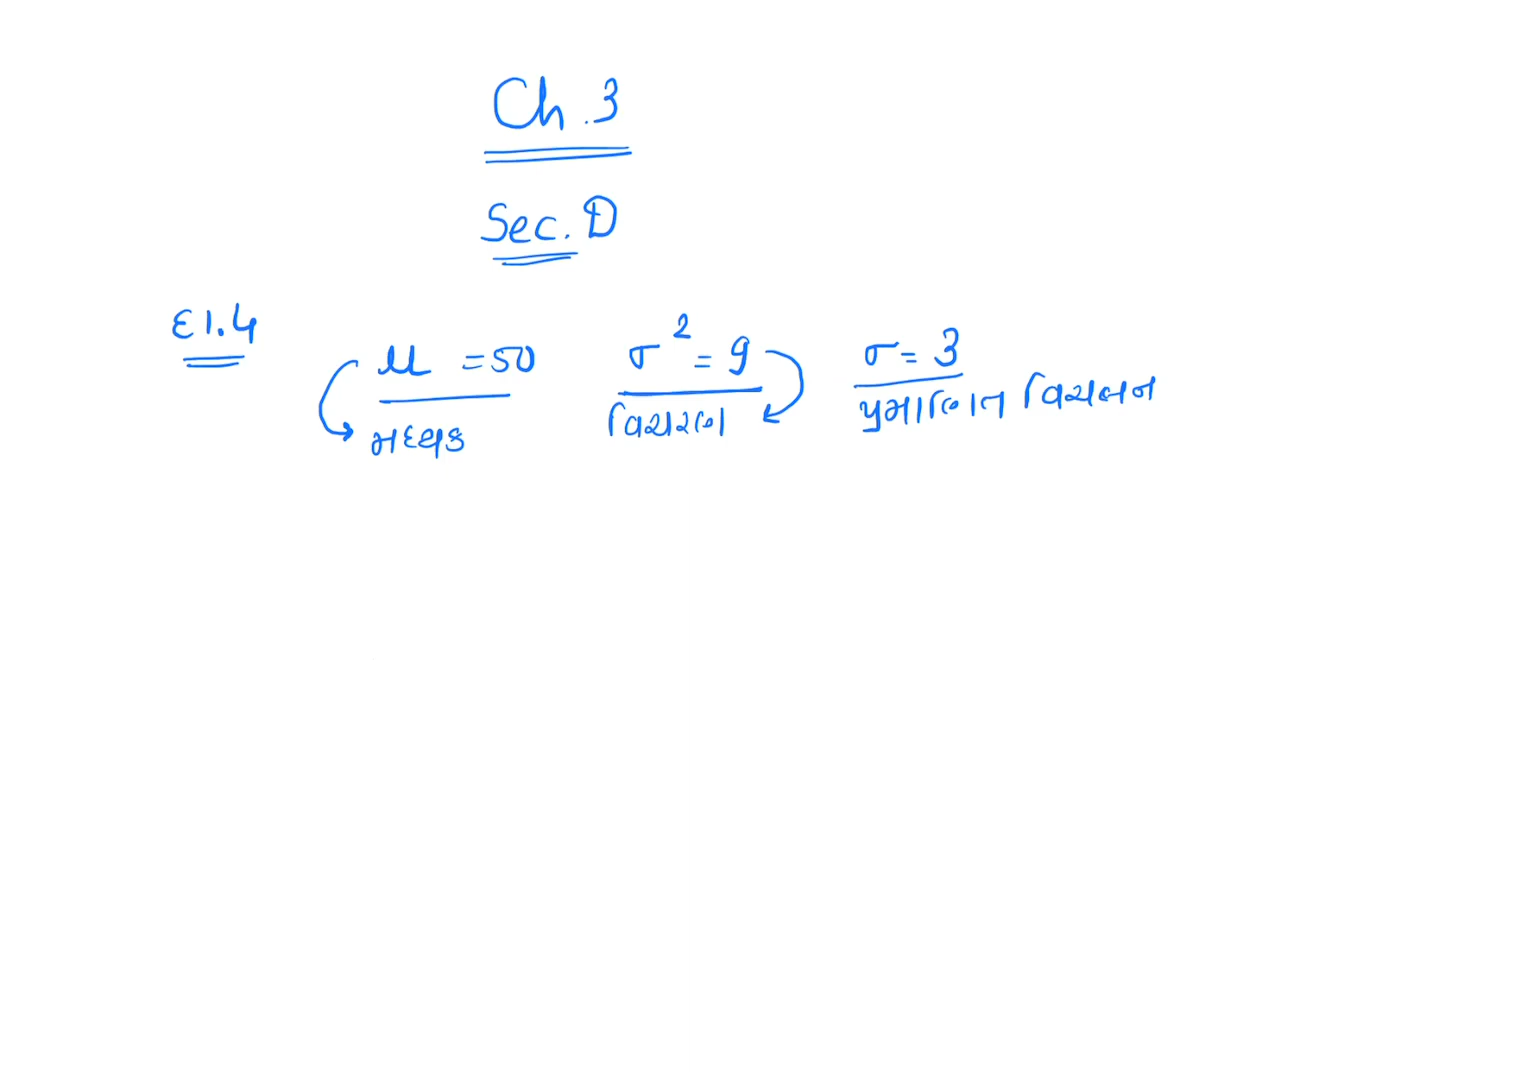 Ch.3
Sec. D
દા.4 μ = 50 σ² = 9 σ = 3
મધ્યક વિચરણ પ્રમાણિત વિચલન